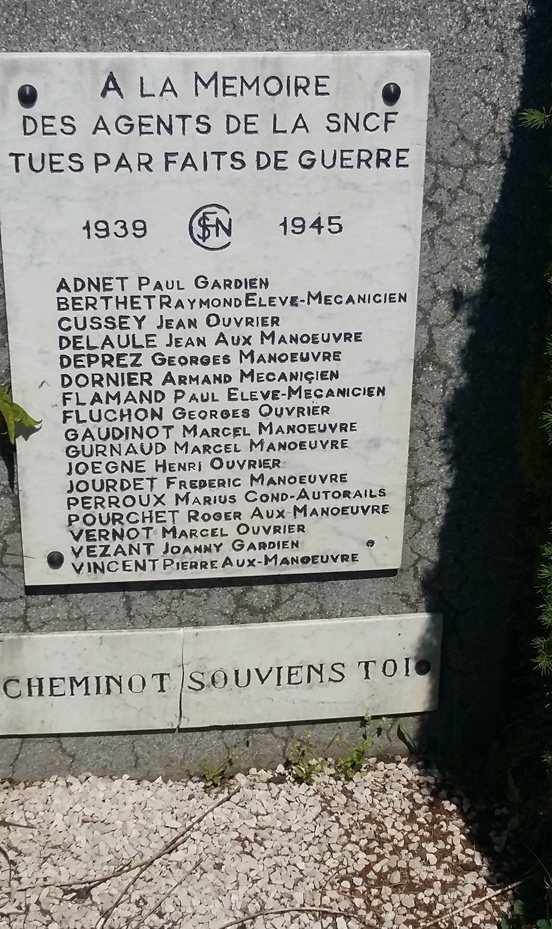 A LA MEMOIRE
DES AGENTS DE LA SNCF
TUES PAR FAITS DE GUERRE
1939 SNCF 1945
ADNET PAUL GARDIEN
BERTHET RAYMOND ELEVE-MECANICIEN
CUSSEY JEAN OUVRIER
DELAULE JEAN AUX MANOEUVRE
DEPREZ GEORGES MANOEUVRE
DORNIER ARMAND MECANICIEN
FLAMAND PAUL ELEVE-MECANICIEN
FLUCHON GEORGES OUVRIER
GAUDINOT MARCEL MANOEUVRE
GURNAUD MARCEL MANOEUVRE
JOEGNE HENRI OUVRIER
JOURDET FREDERIC MANOEUVRE
PERROUX MARIUS COND-AUTORAILS
POURCHET ROGER AUX-MANOEUVRE
VERNOT MARCEL OUVRIER
VEZANT JOANNY GARDIEN
VINCENT PIERRE AUX-MANOEUVRE
CHEMINOT SOUVIENS TOI